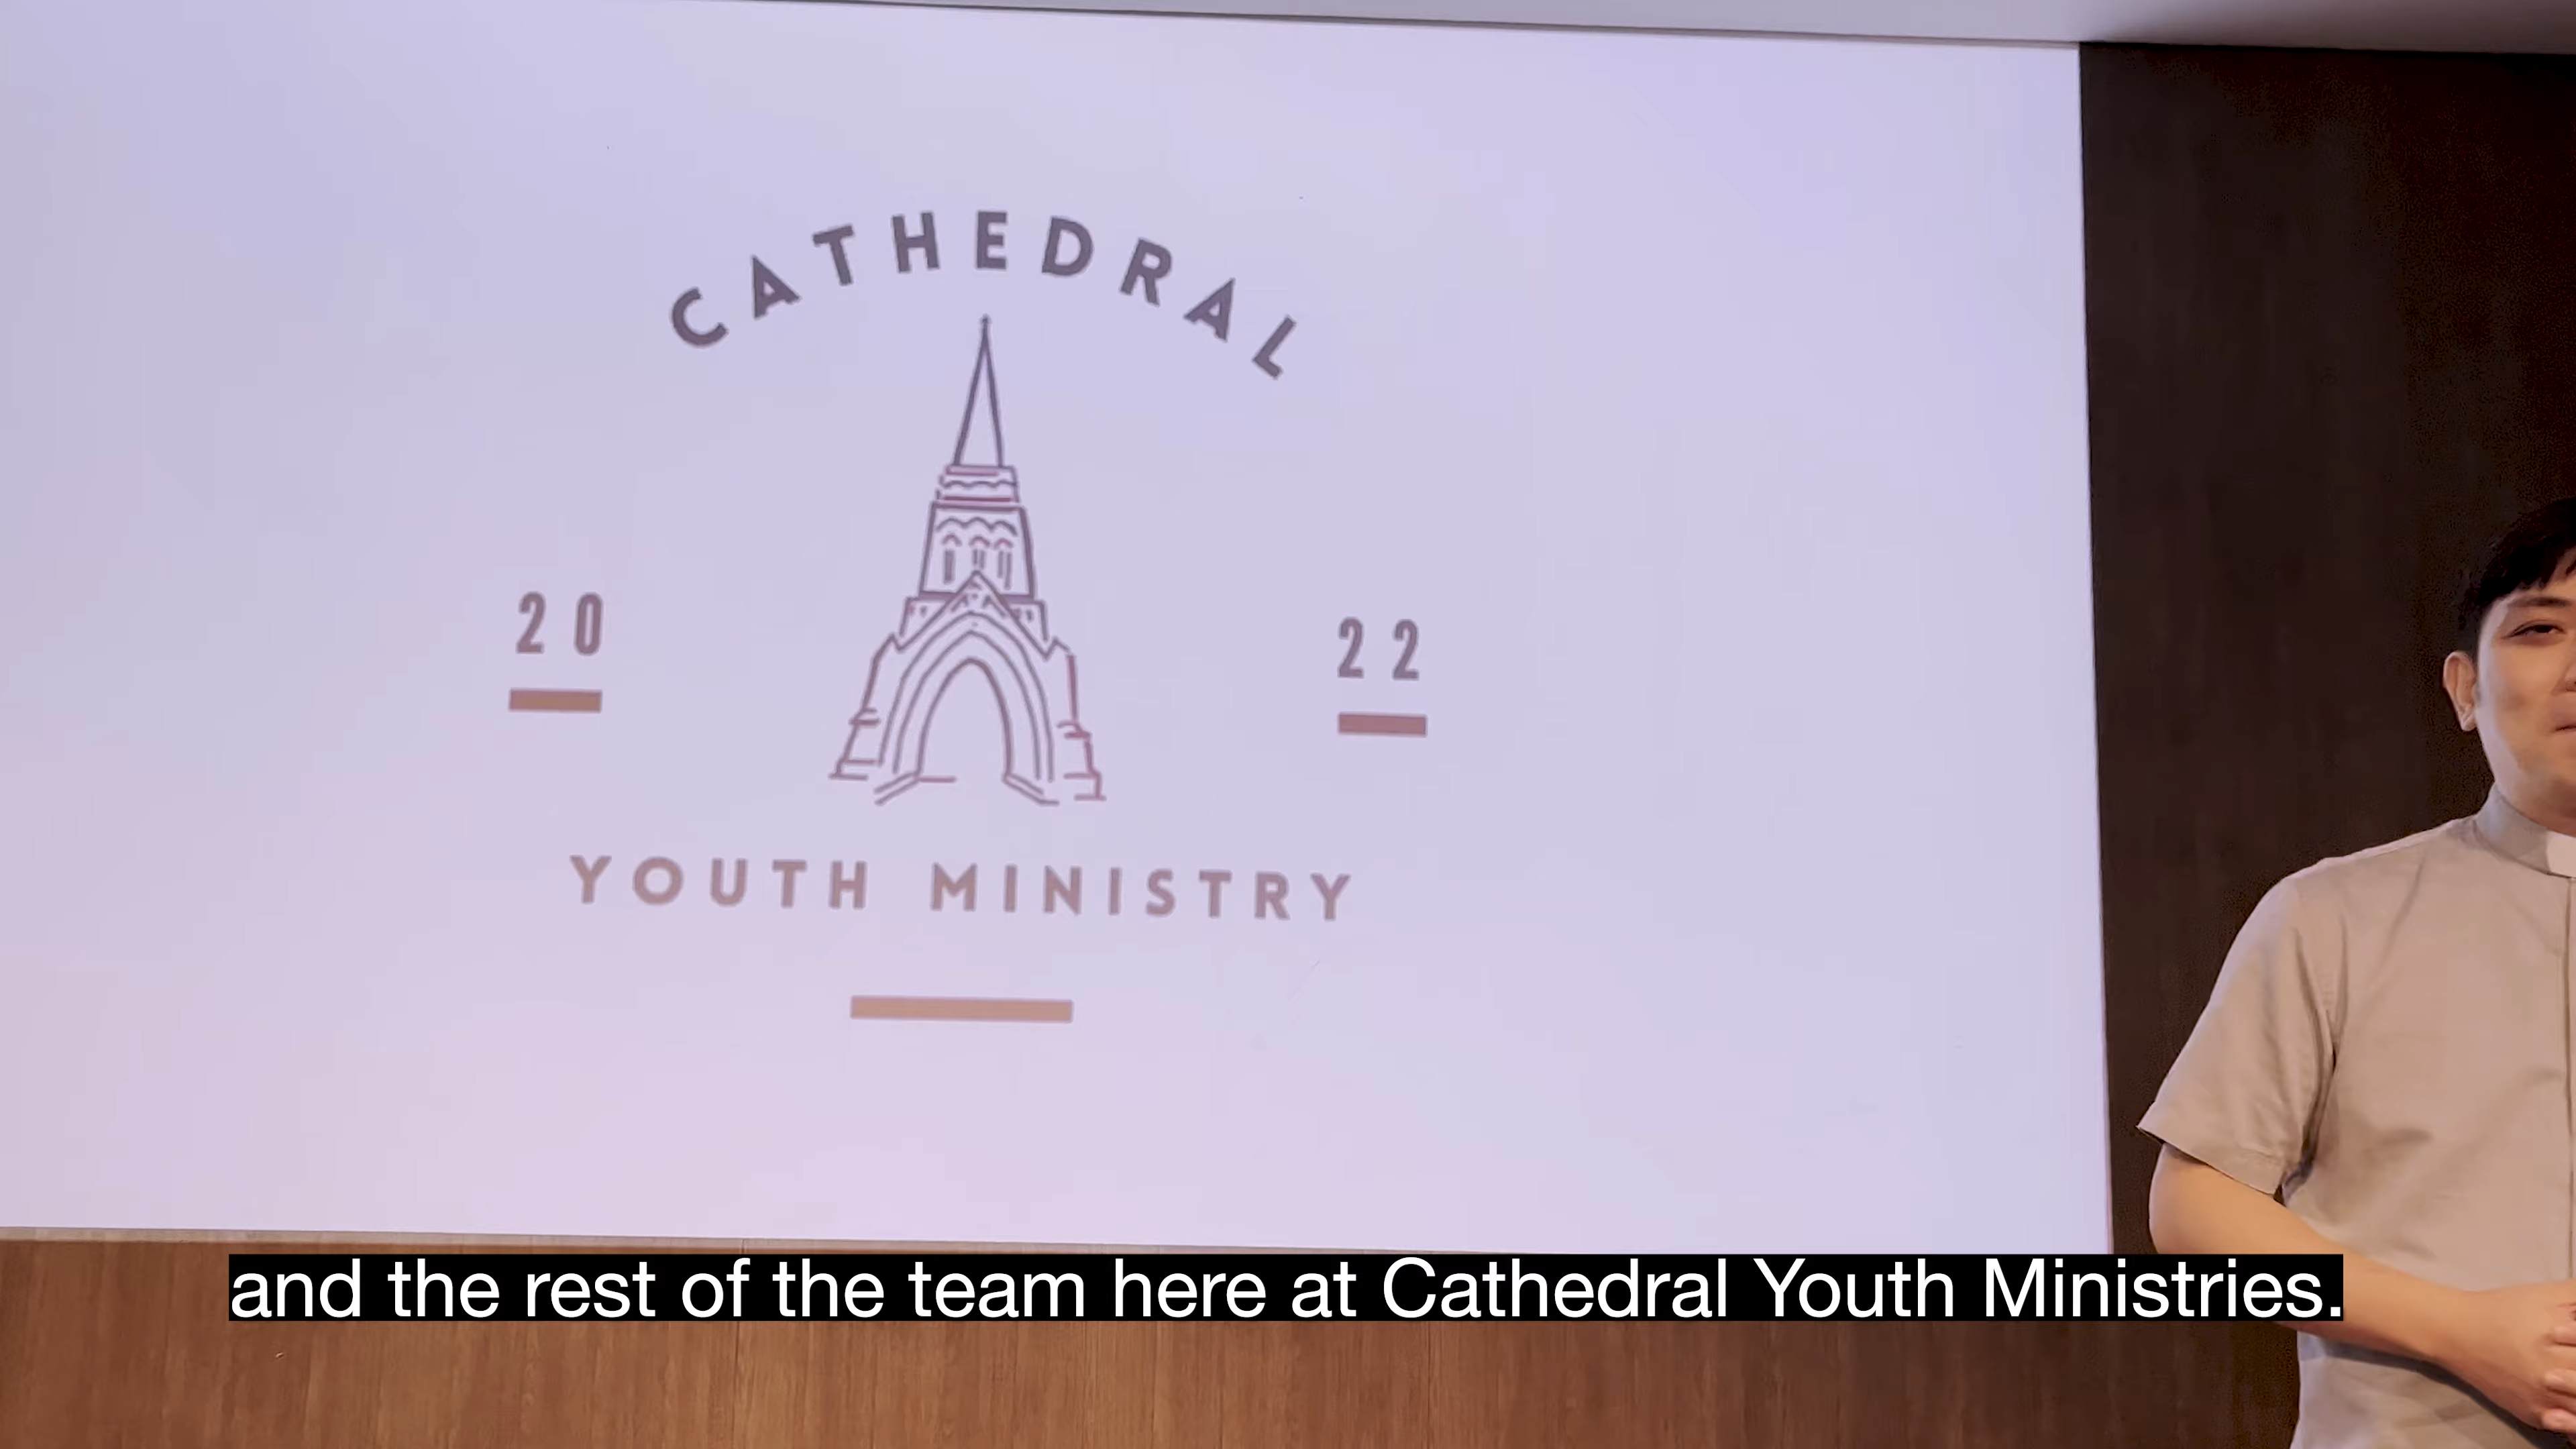 CATHEDRAL
20 22
YOUTH MINISTRY
and the rest of the team here at Cathedral Youth Ministries.